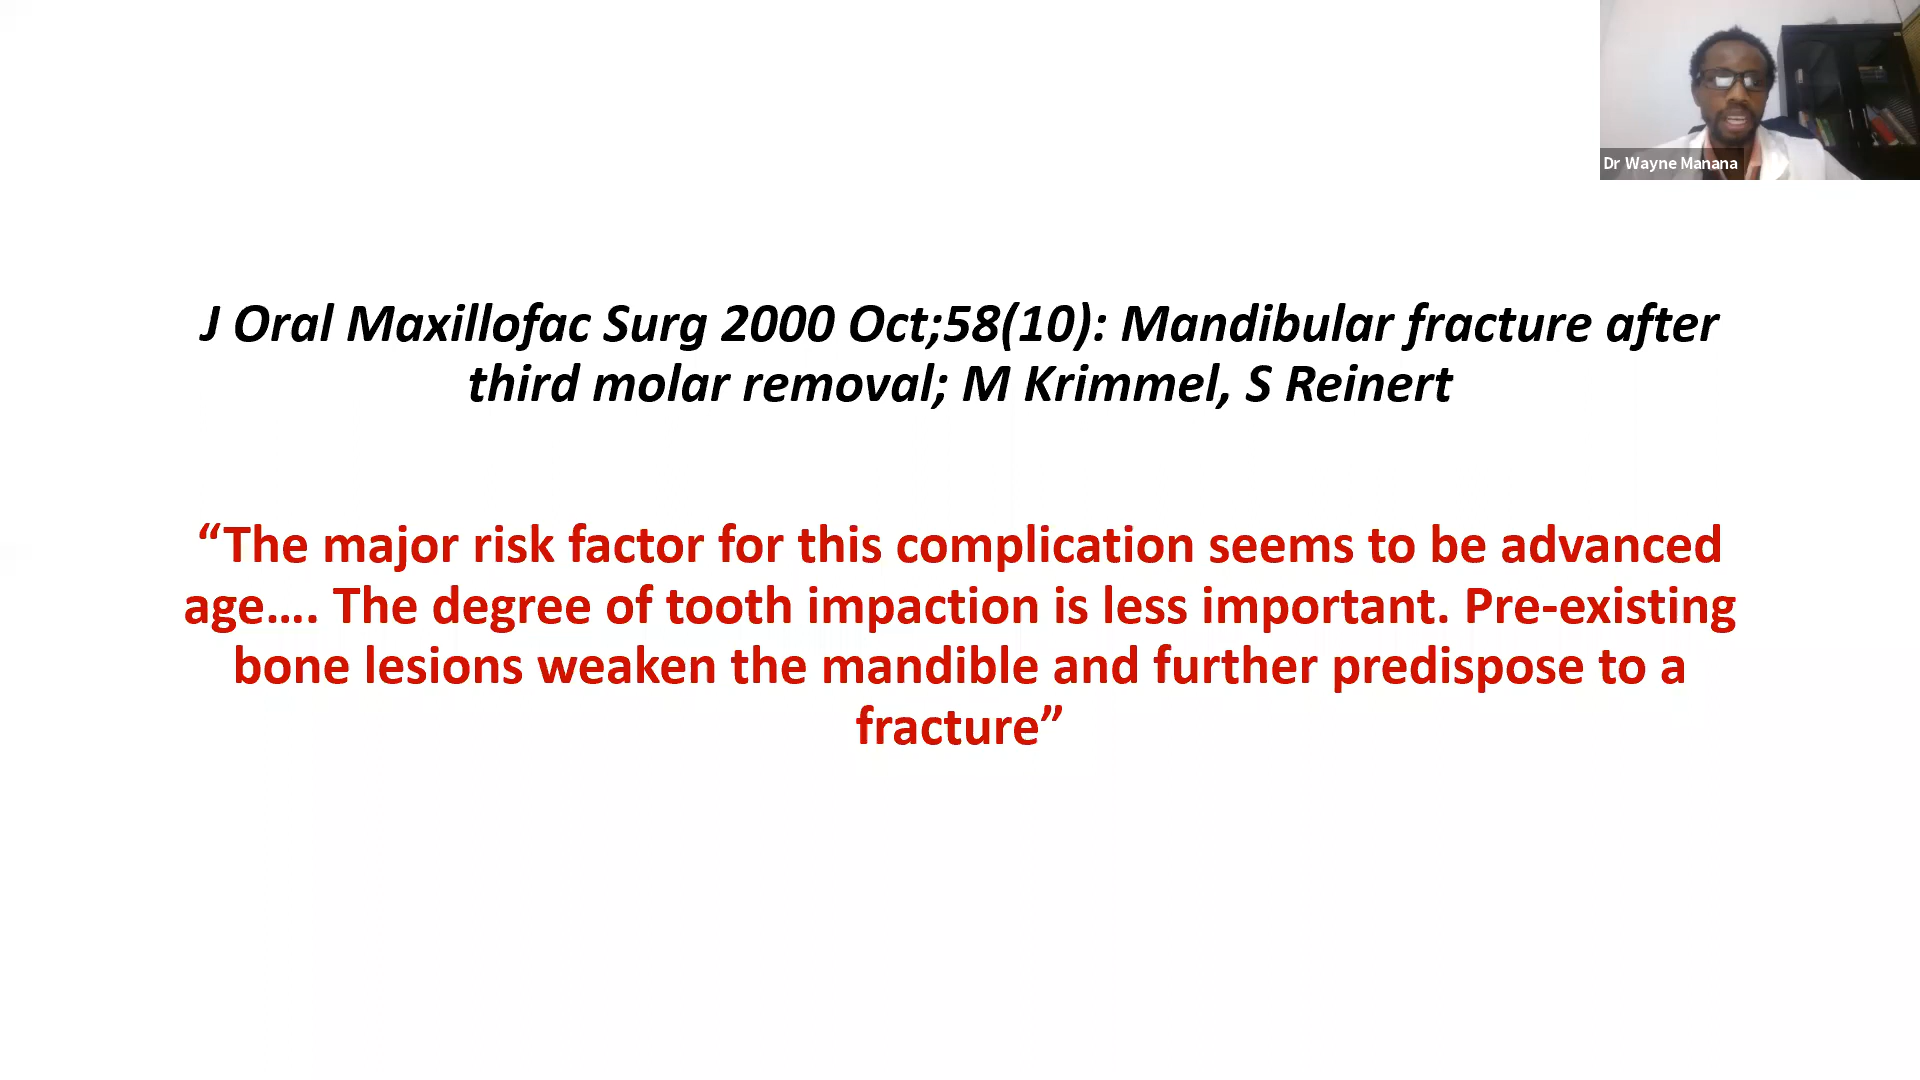 Dr Wayne Manana
J Oral Maxillofac Surg 2000 Oct;58(10): Mandibular fracture after
third molar removal; M Krimmel, S Reinert
“The major risk factor for this complication seems to be advanced
age…. The degree of tooth impaction is less important. Pre-existing
bone lesions weaken the mandible and further predispose to a
fracture”